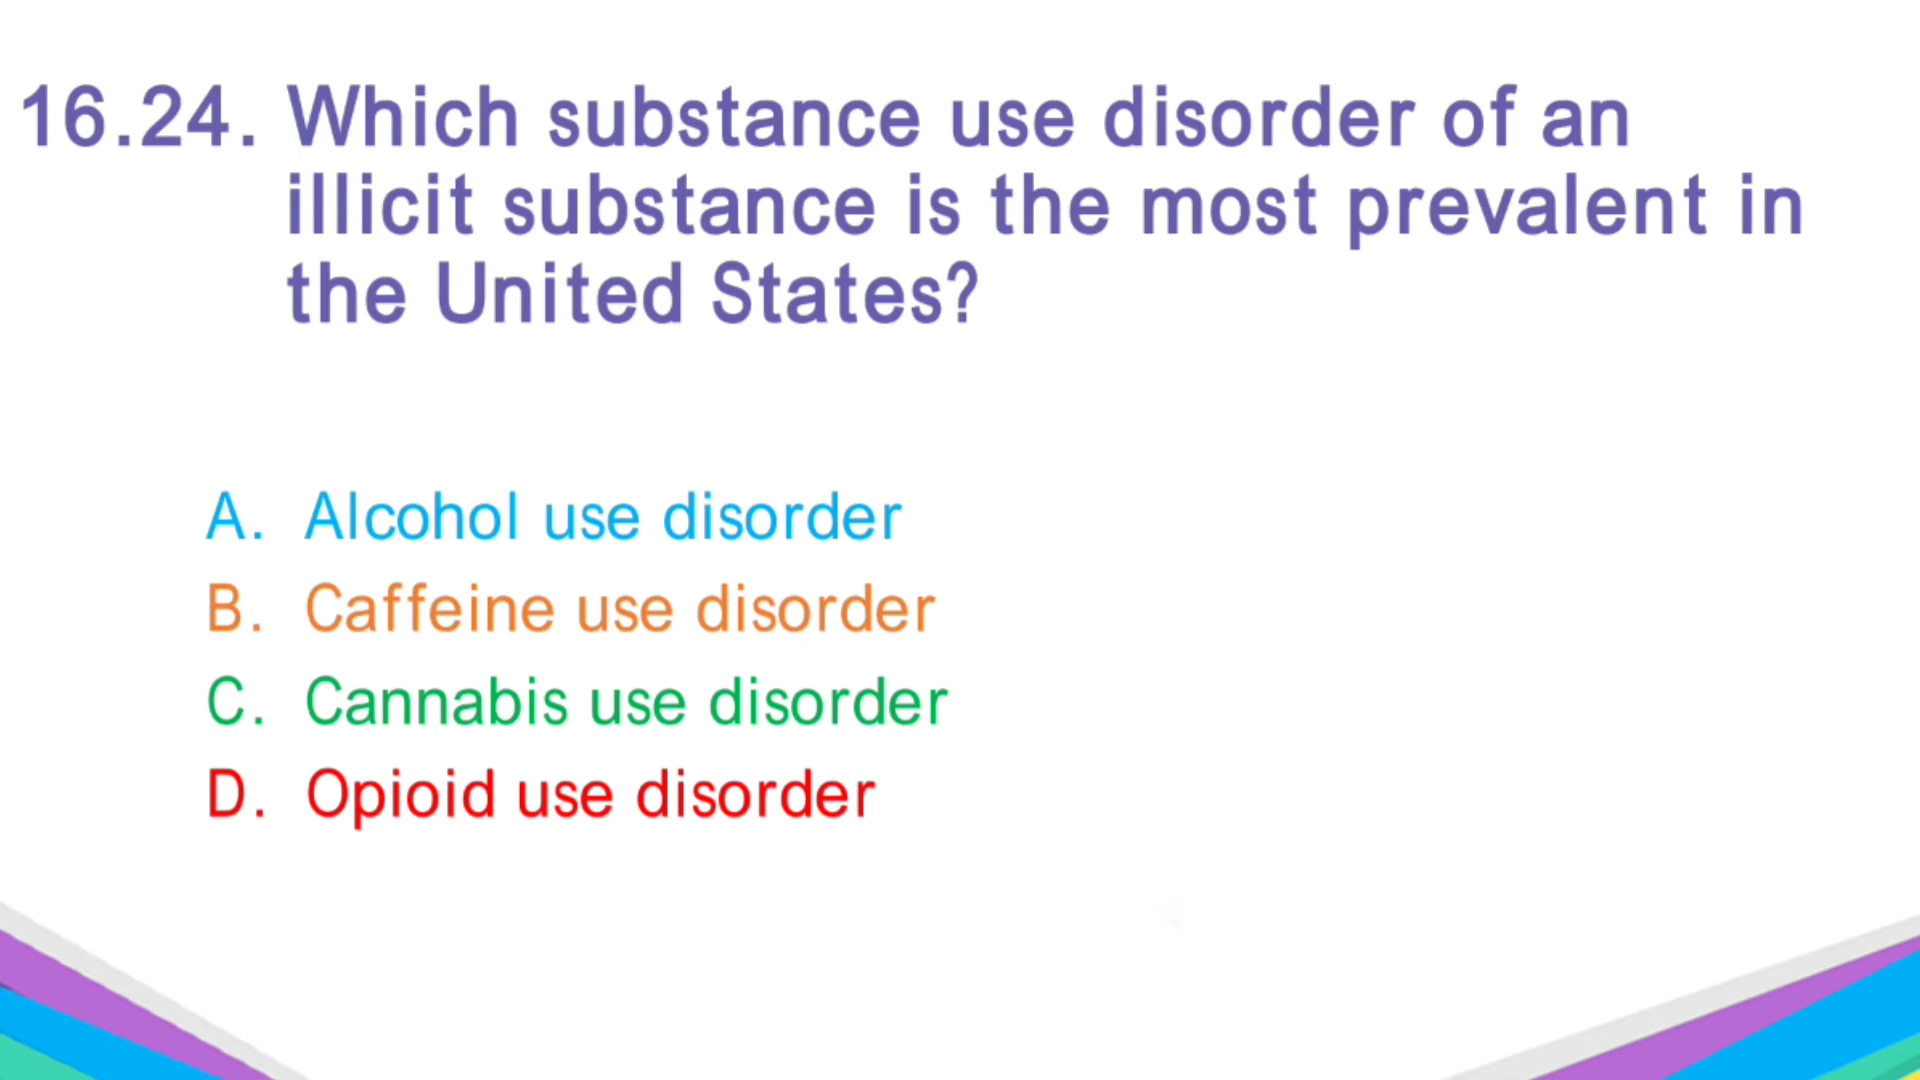 16.24. Which substance use disorder of an
illicit substance is the most prevalent in
the United States?
A. Alcohol use disorder
B. Caffeine use disorder
C. Cannabis use disorder
D. Opioid use disorder